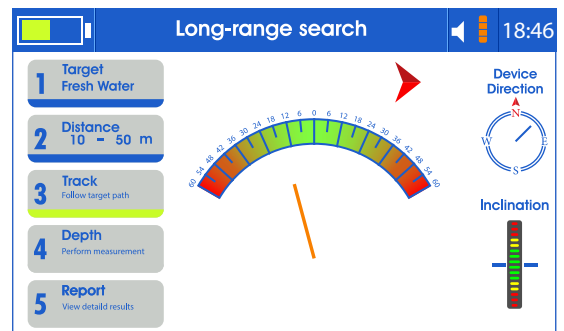 Long-range search
18:46
1
Target
Fresh Water
2
Distance
10 - 50 m
3
Track
Follow target path
4
Depth
Perform measurement
5
Report
View detaild results
60 54 48 42 36 30 24 18 12 6 0 6 12 18 24 30 36 42 48 54 60
Device
Direction
N
W E
S
Inclination